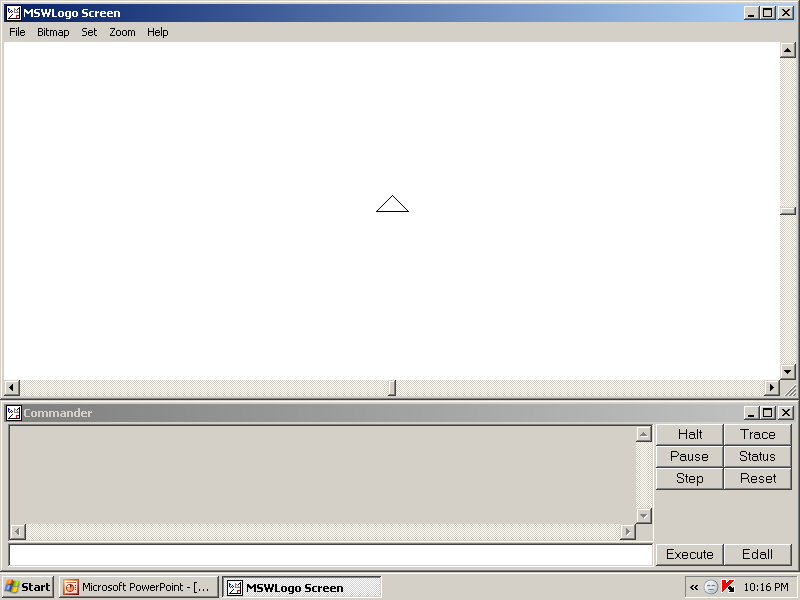 MSWLogo Screen
File Bitmap Set Zoom Help
Commander
Halt Trace
Pause Status
Step Reset
Execute Edall
Start Microsoft PowerPoint - [... MSWLogo Screen « 10:16 PM